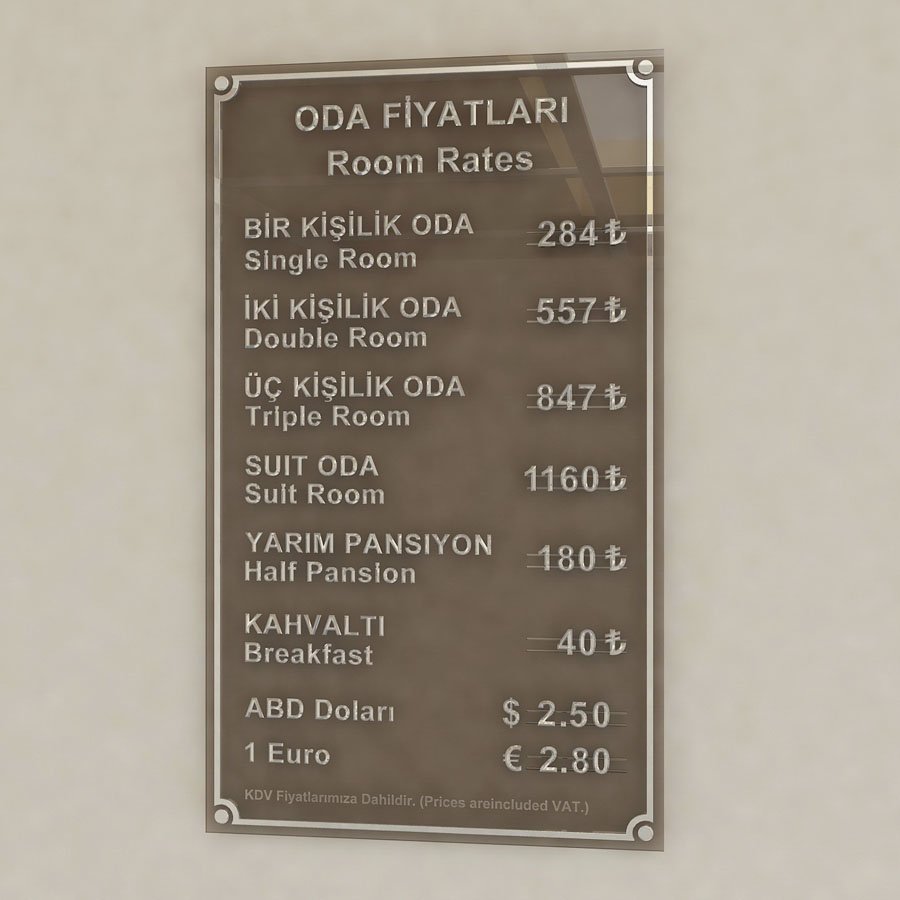 ODA FİYATLARI
Room Rates
BİR KİŞİLİK ODA
Single Room
284 ₺
İKİ KİŞİLİK ODA
Double Room
557 ₺
ÜÇ KİŞİLİK ODA
Triple Room
847 ₺
SUIT ODA
Suit Room
1160 ₺
YARIM PANSIYON
Half Pansion
180 ₺
KAHVALTI
Breakfast
40 ₺
ABD Doları $ 2.50
1 Euro € 2.80
KDV Fiyatlarımıza Dahildir. (Prices areincluded VAT.)